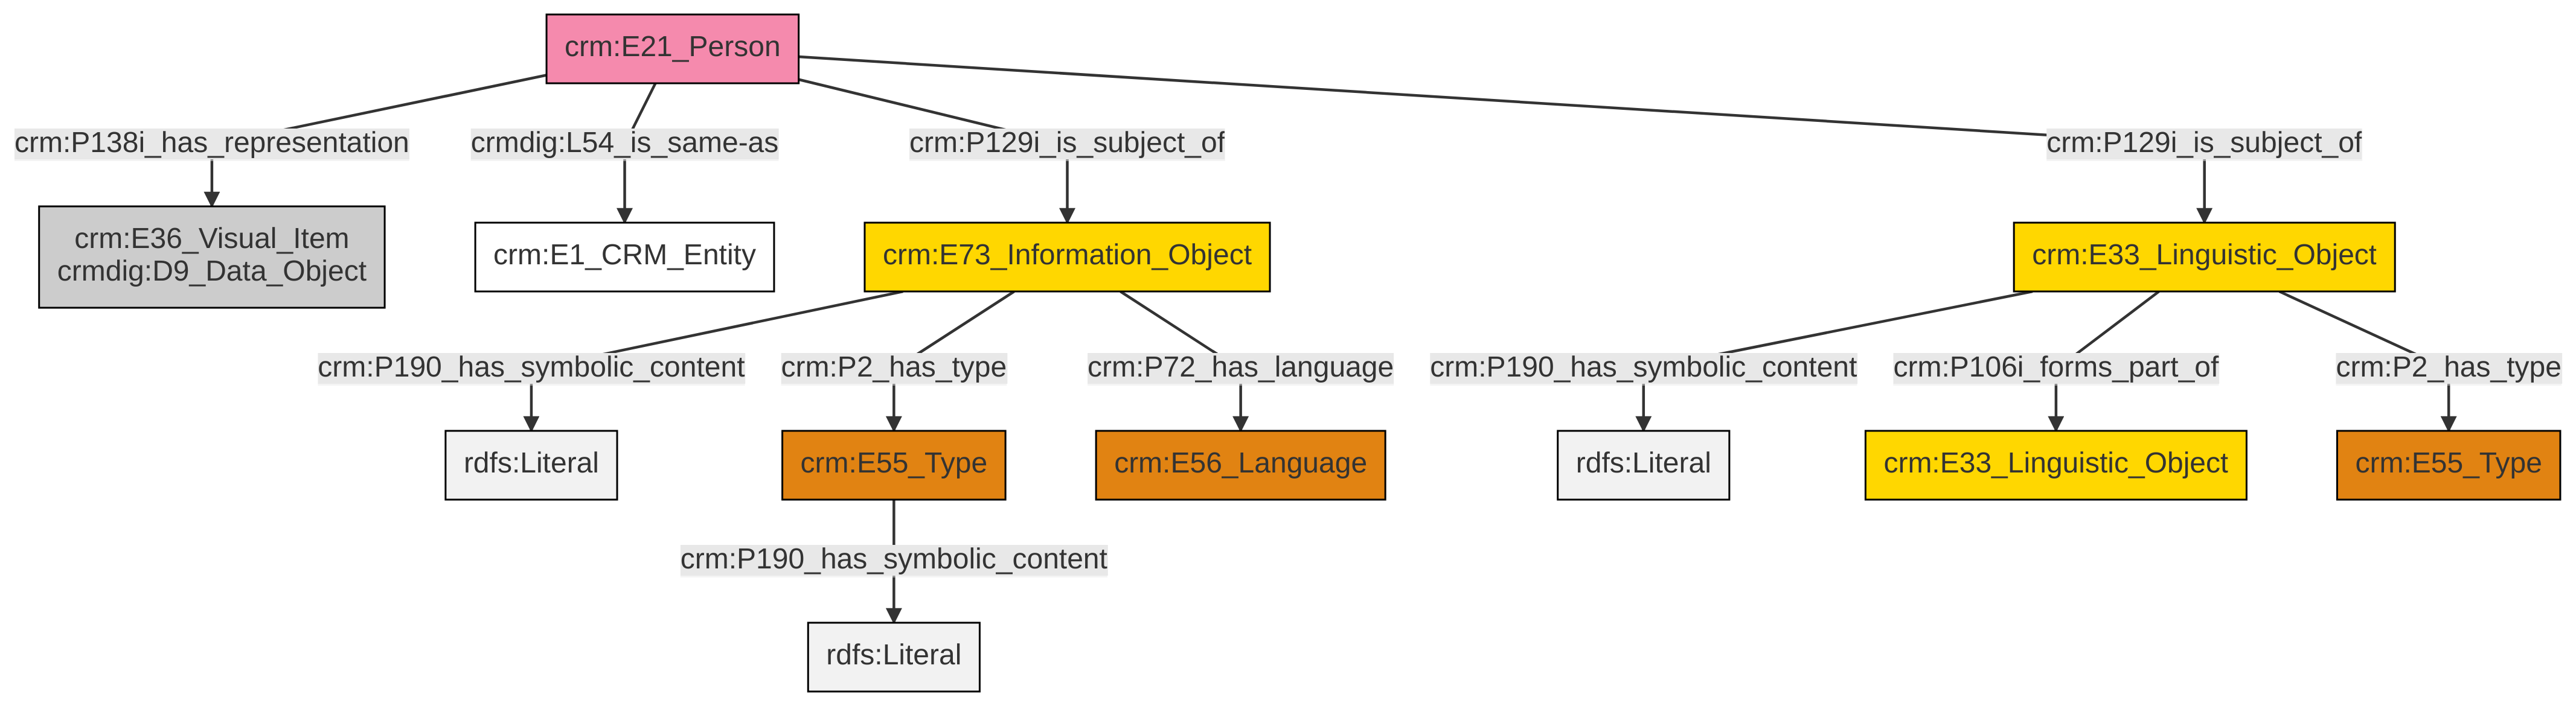 crm:E21_Person
crm:P138i_has_representation
crmdig:L54_is_same-as
crm:P129i_is_subject_of
crm:P129i_is_subject_of
crm:E36_Visual_Item
crmdig:D9_Data_Object
crm:E1_CRM_Entity
crm:E73_Information_Object
crm:E33_Linguistic_Object
crm:P190_has_symbolic_content
crm:P2_has_type
crm:P72_has_language
crm:P190_has_symbolic_content
crm:P106i_forms_part_of
crm:P2_has_type
rdfs:Literal
crm:E55_Type
crm:E56_Language
rdfs:Literal
crm:E33_Linguistic_Object
crm:E55_Type
crm:P190_has_symbolic_content
rdfs:Literal